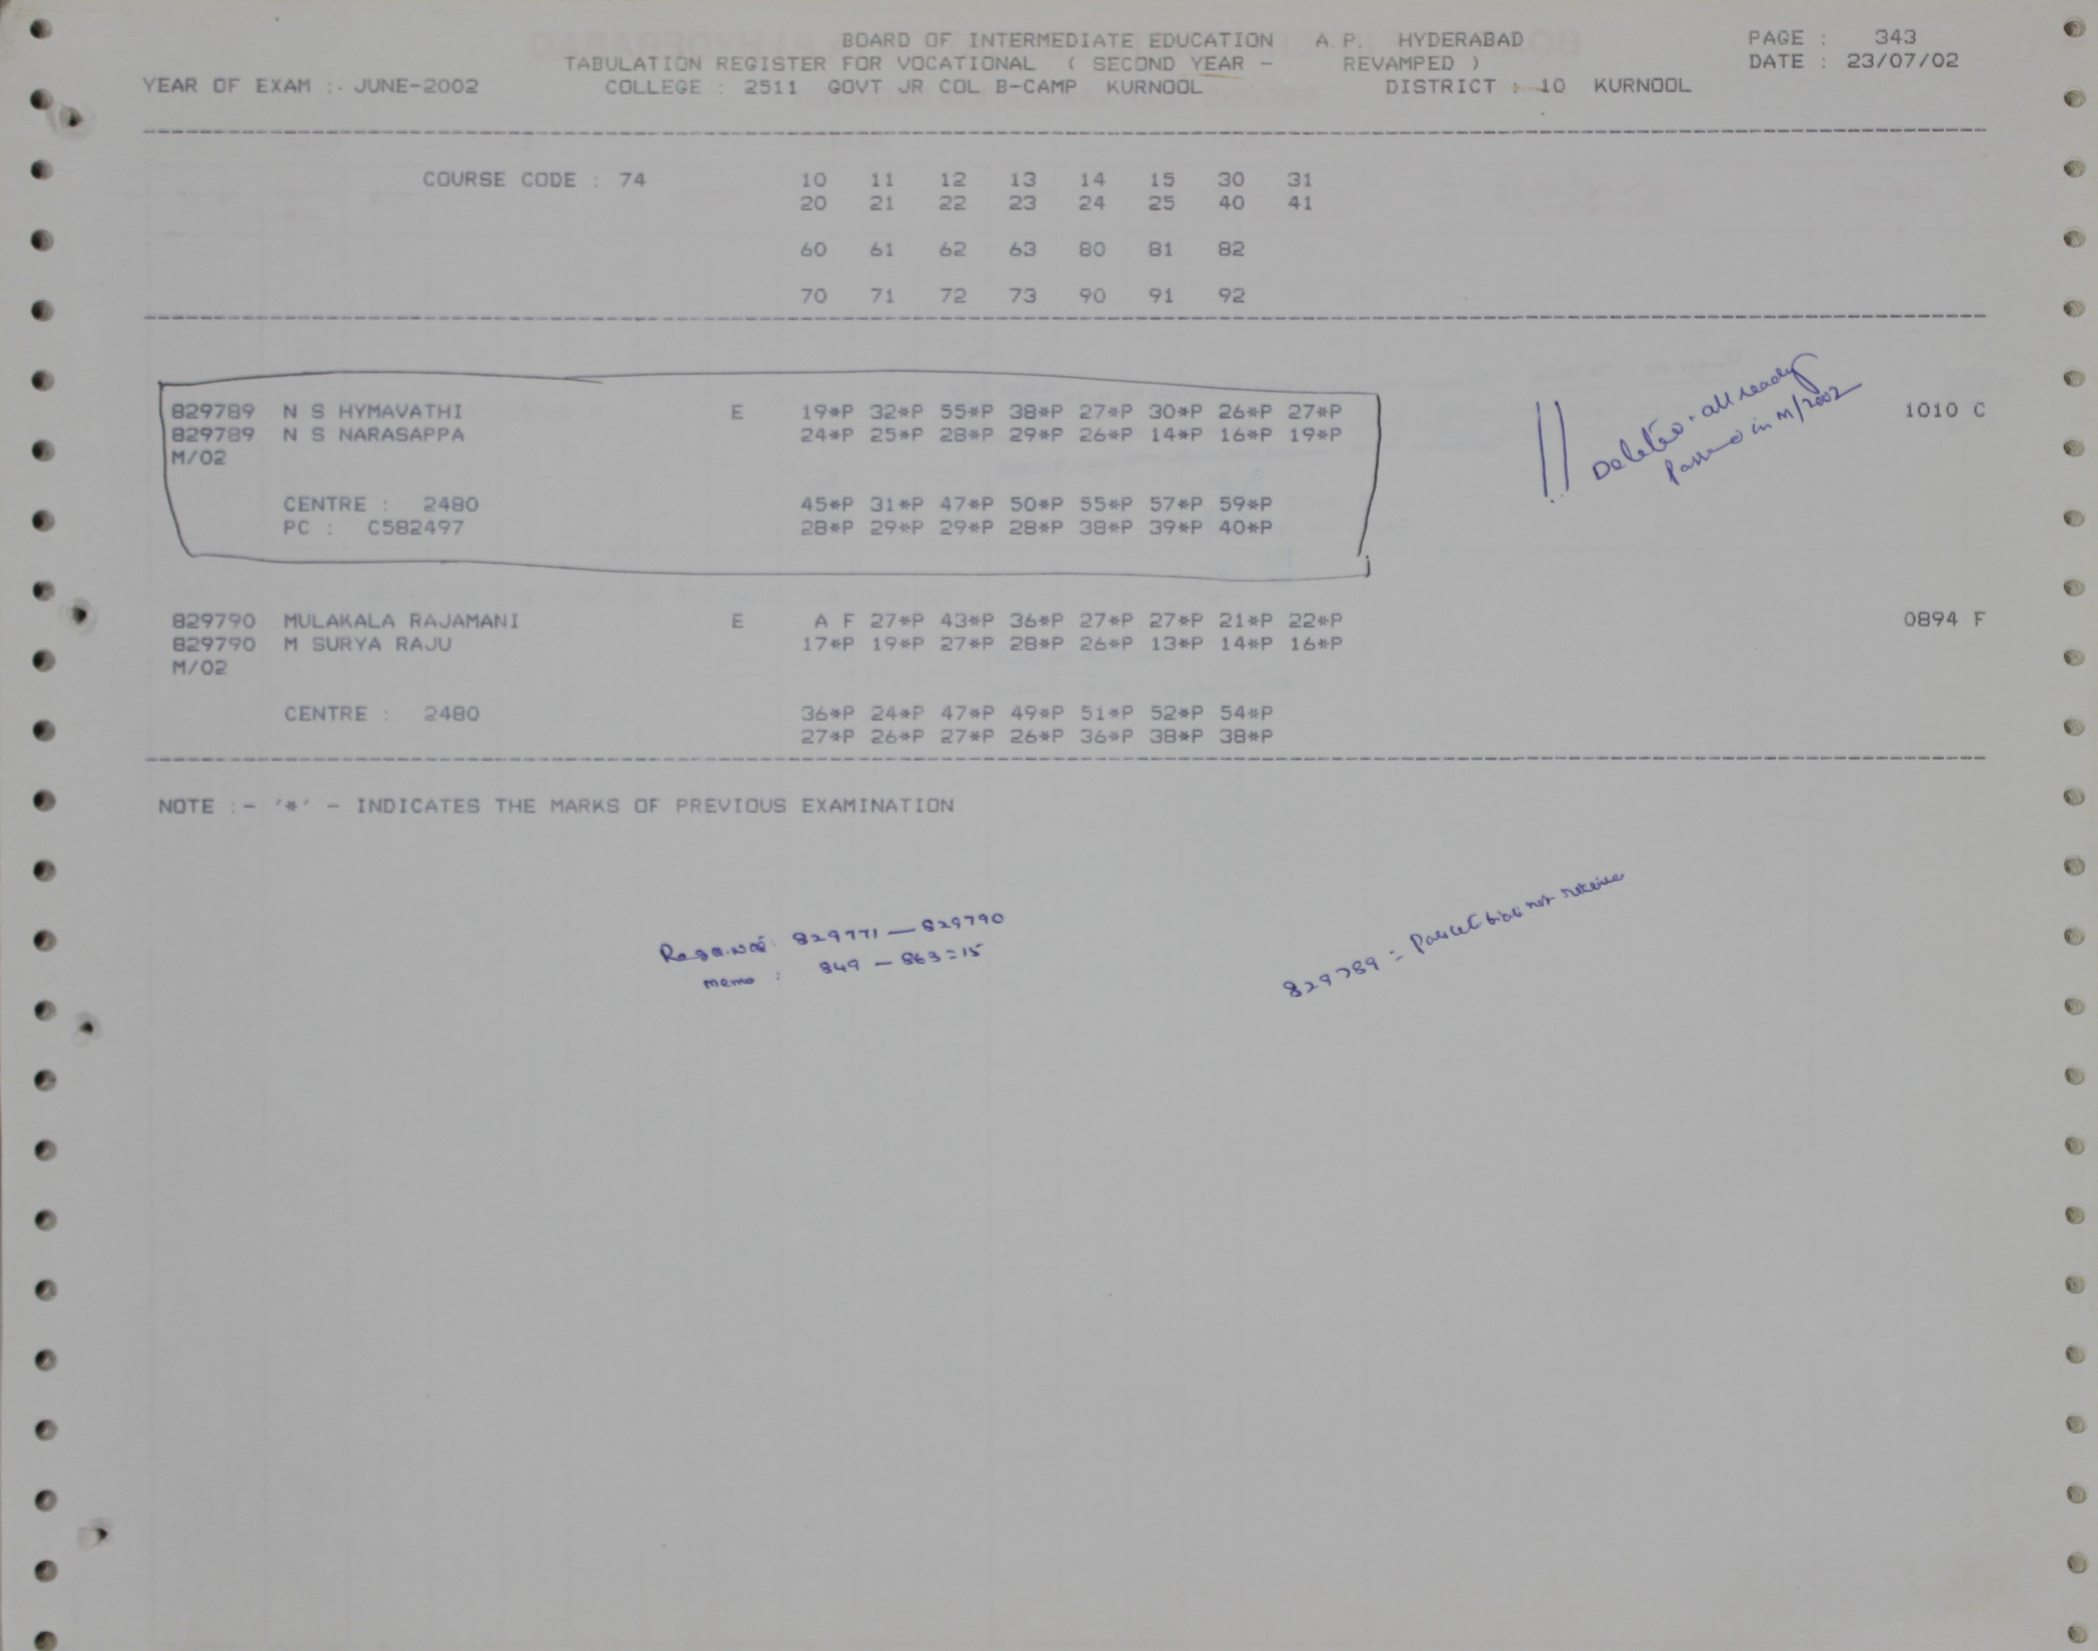 BOARD OF INTERMEDIATE EDUCATION A.P. HYDERABAD PAGE : 343
TABULATION REGISTER FOR VOCATIONAL ( SECOND YEAR - REVAMPED ) DATE : 23/07/02
YEAR OF EXAM :. JUNE-2002 COLLEGE : 2511 GOVT JR COL B-CAMP KURNOOL DISTRICT : 10 KURNOOL
COURSE CODE : 74 10 11 12 13 14 15 30 31
20 21 22 23 24 25 40 41
60 61 62 63 80 81 82
70 71 72 73 90 91 92
829789 N S HYMAVATHI E 19*P 32*P 55*P 38*P 27*P 30*P 26*P 27*P 1010 C
829789 N S NARASAPPA 24*P 25*P 28*P 29*P 26*P 14*P 16*P 19*P
M/02
CENTRE : 2480 45*P 31*P 47*P 50*P 55*P 57*P 59*P
PC : C582497 28*P 29*P 29*P 28*P 38*P 39*P 40*P
Deleted. all ready
Passed in M/2002
829790 MULAKALA RAJAMANI E A F 27*P 43*P 36*P 27*P 27*P 21*P 22*P 0894 F
829790 M SURYA RAJU 17*P 19*P 27*P 28*P 26*P 13*P 14*P 16*P
M/02
CENTRE : 2480 36*P 24*P 47*P 49*P 51*P 52*P 54*P
27*P 26*P 27*P 26*P 36*P 38*P 38*P
NOTE :- '*' - INDICATES THE MARKS OF PREVIOUS EXAMINATION
829771 — 829790
memo : 849 — 863=15
829789 = not